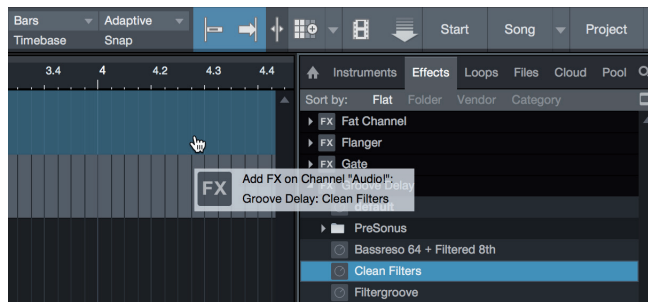 Bars Adaptive
Timebase Snap
Start Song Project
3.4 4 4.2 4.3 4.4
Instruments Effects Loops Files Cloud Pool
Sort by: Flat Folder Vendor Category
FX Fat Channel
FX Flanger
FX Gate
FX Groove Delay
FX Add FX on Channel "Audio!":
Groove Delay: Clean Filters
default
PreSonus
Bassreso 64 + Filtered 8th
Clean Filters
Filtergroove